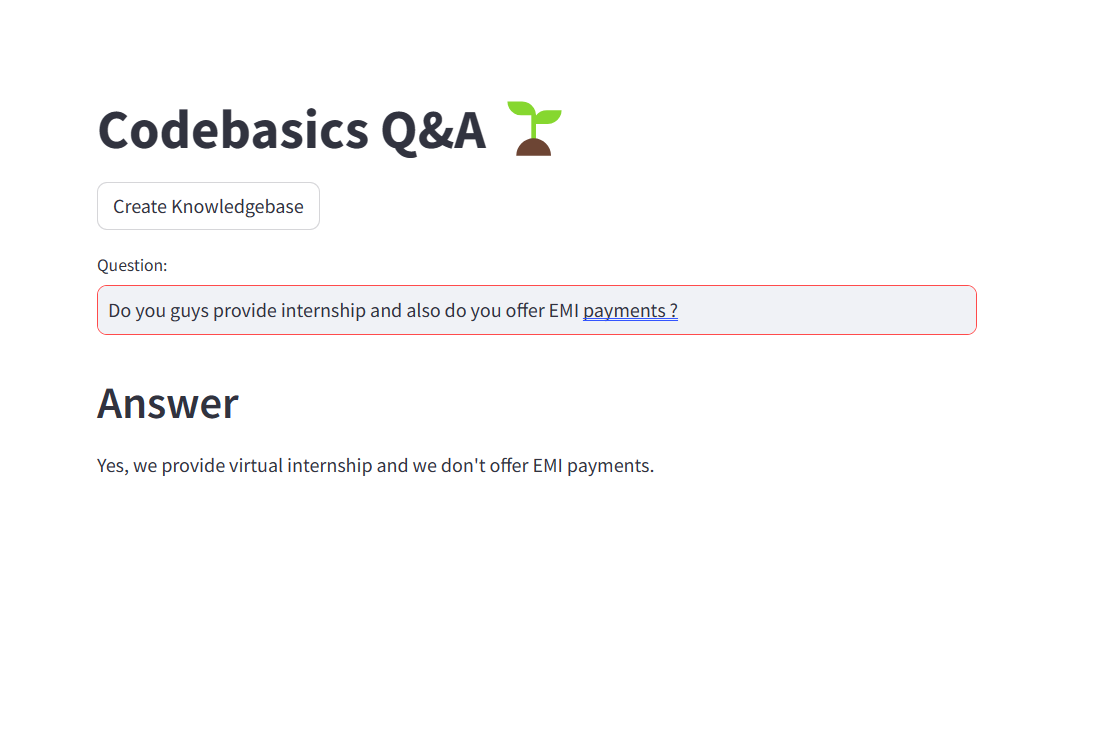 Codebasics Q&A
Create Knowledgebase
Question:
Do you guys provide internship and also do you offer EMI payments ?
Answer
Yes, we provide virtual internship and we don't offer EMI payments.